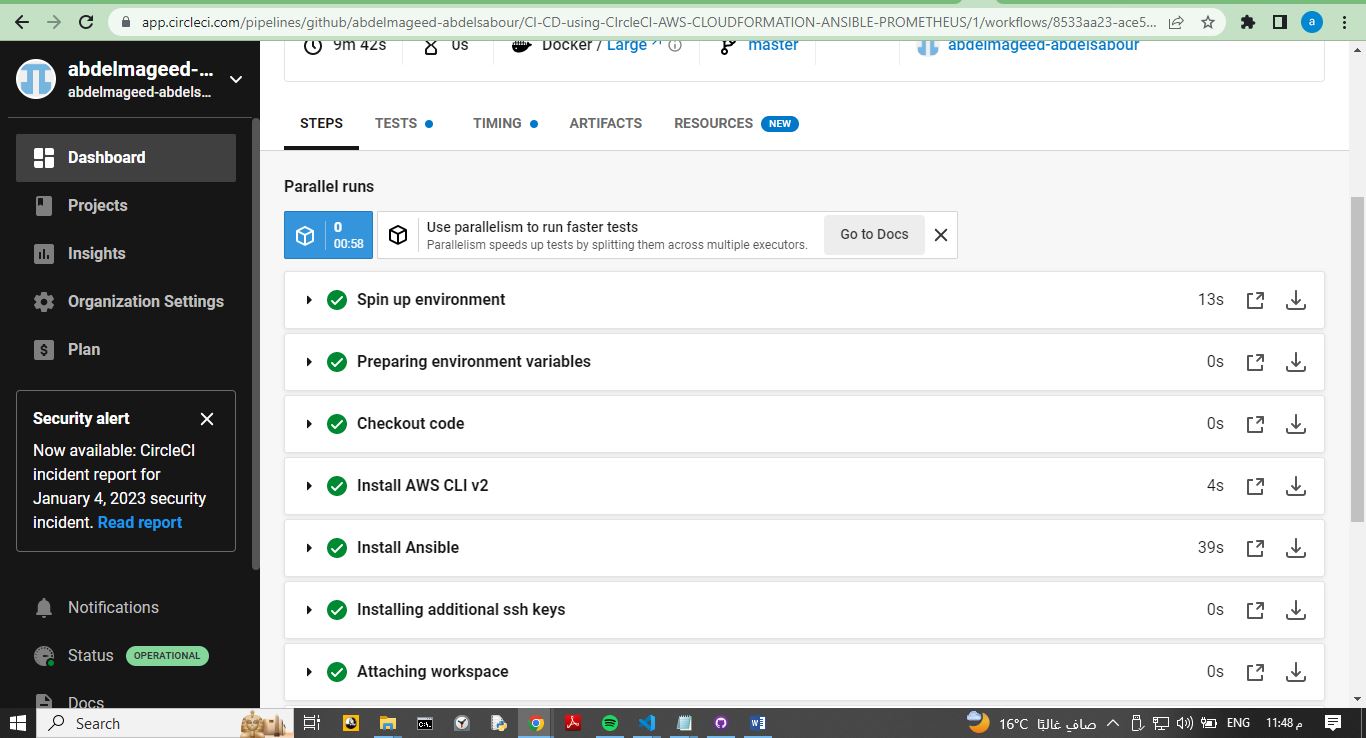 app.circleci.com/pipelines/github/abdelmageed-abdelsabour/CI-CD-using-CIrcleCI-AWS-CLOUDFORMATION-ANSIBLE-PROMETHEUS/1/workflows/8533aa23-ace5...
a
9m 42s
0s
Docker / Large
master
abdelmageed-abdelsabour
abdelmageed-...
abdelmageed-abdels...
Dashboard
Projects
Insights
Organization Settings
Plan
Security alert
Now available: CircleCI
incident report for
January 4, 2023 security
incident. Read report
Notifications
Status OPERATIONAL
Docs
STEPS TESTS TIMING ARTIFACTS RESOURCES NEW
Parallel runs
0
00:58
Use parallelism to run faster tests
Parallelism speeds up tests by splitting them across multiple executors.
Go to Docs
Spin up environment 13s
Preparing environment variables 0s
Checkout code 0s
Install AWS CLI v2 4s
Install Ansible 39s
Installing additional ssh keys 0s
Attaching workspace 0s
Search
16°C صافٍ غالبًا
ENG
11:48 م